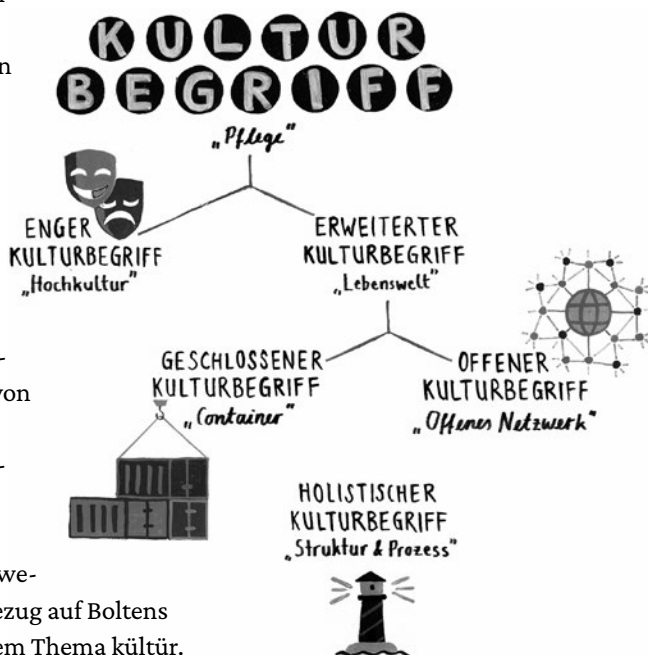 n
KULTUR
BEGRIFF
„Pflege"
ENGER
KULTURBEGRIFF
„Hochkultur"
ERWEITERTER
KULTURBEGRIFF
„Lebenswelt"
-
von
-
GESCHLOSSENER
KULTURBEGRIFF
„Container"
OFFENER
KULTURBEGRIFF
„Offenes Netzwerk"
HOLISTISCHER
KULTURBEGRIFF
„Struktur & Prozess"
we-
ezug auf Boltens
em Thema kültür.